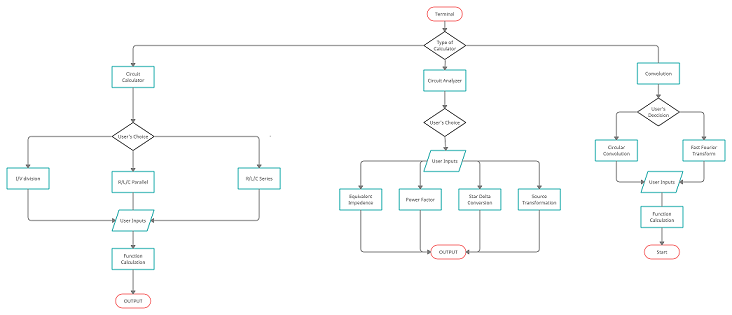 Terminal
Type of
Calculator
Circuit
Calculator
Circuit Analyzer
Convolution
User's Choice
User's Choice
User's
Descision
I/V division
R/L/C Parallel
R/L/C Series
User Inputs
Circular
Convolution
Fast Fourior
Transform
User Inputs
Equivalent
Impedence
Power Factor
Star Delta
Conversion
Source
Transformation
User Inputs
Function
Calculation
Function
Calculation
OUTPUT
Start
OUTPUT